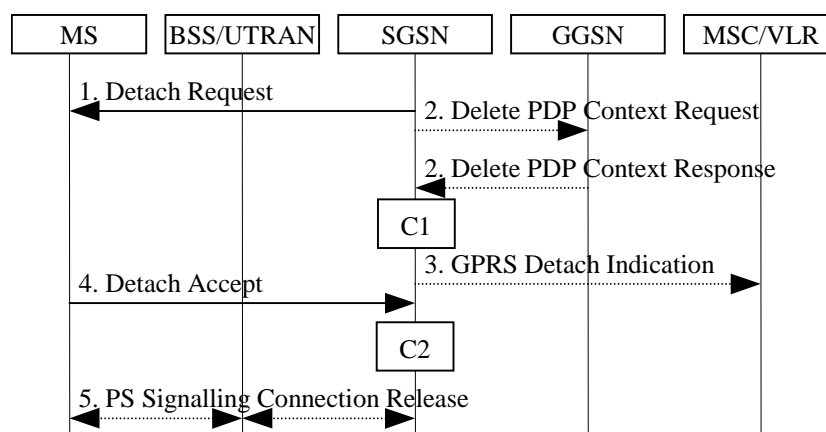 MS
BSS/UTRAN
SGSN
GGSN
MSC/VLR
1. Detach Request
2. Delete PDP Context Request
2. Delete PDP Context Response
C1
3. GPRS Detach Indication
4. Detach Accept
C2
5. PS Signalling Connection Release